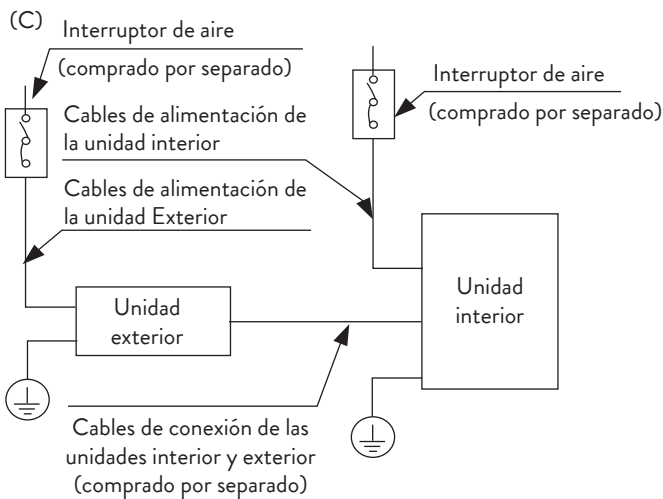 (C)
Interruptor de aire
(comprado por separado)
Interruptor de aire
(comprado por separado)
Cables de alimentación de
la unidad interior
Cables de alimentación de
la unidad Exterior
Unidad
exterior
Unidad
interior
Cables de conexión de las
unidades interior y exterior
(comprado por separado)